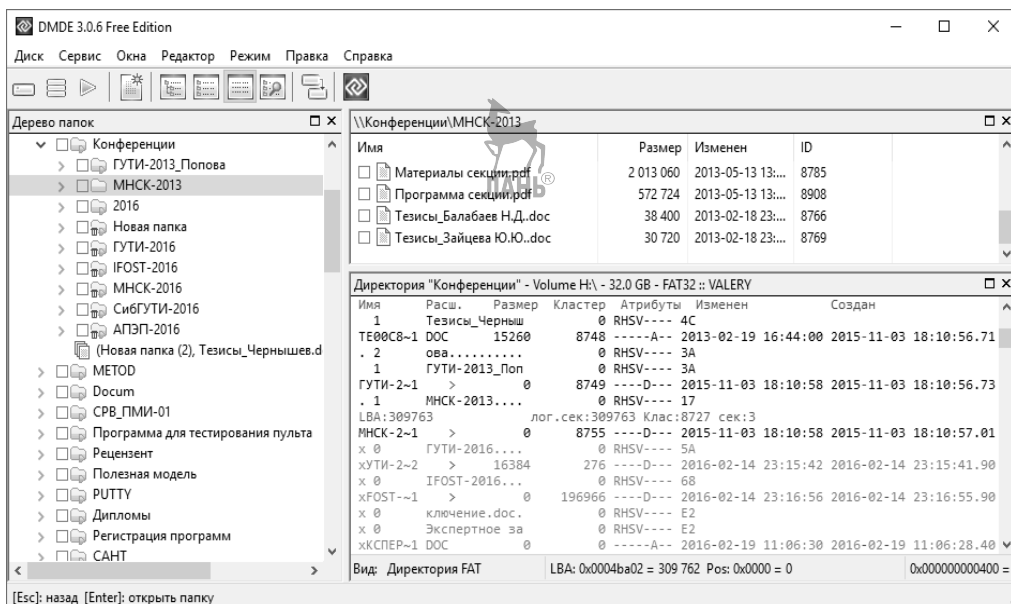 DMDE 3.0.6 Free Edition
Диск Сервис Окна Редактор Режим Правка Справка
Дерево папок
Конференции
ГУТИ-2013_Попова
МНСК-2013
2016
Новая папка
ГУТИ-2016
IFOST-2016
МНСК-2016
СибГУТИ-2016
АПЭП-2016
(Новая папка (2), Тезисы_Чернышев.d
METOD
Docum
СРВ_ПМИ-01
Программа для тестирования пульта
Рецензент
Полезная модель
PUTTY
Дипломы
Регистрация программ
САНТ
\\Конференции\МНСК-2013
Имя Размер Изменен ID
Материалы секции.pdf 2 013 060 2013-05-13 13:... 8785
Программа секции.pdf 572 724 2013-05-13 13:... 8908
Тезисы_Балабаев Н.Д..doc 38 400 2013-02-18 23:... 8766
Тезисы_Зайцева Ю.Ю..doc 30 720 2013-02-18 23:... 8769
ЛАНЬ®
Директория "Конференции" - Volume H:\ - 32.0 GB - FAT32 :: VALERY
Имя Расш. Размер Кластер Атрибуты Изменен Создан
1 Тезисы_Черныш 0 RHSV---- 4C
ТЕ00C8~1 DOC 15260 8748 -----A-- 2013-02-19 16:44:00 2015-11-03 18:10:56.71
. 2 ова.......... 0 RHSV---- 3A
1 ГУТИ-2013_Поп 0 RHSV---- 3A
ГУТИ-2~1 > 0 8749 ----D--- 2015-11-03 18:10:58 2015-11-03 18:10:56.73
. 1 МНСК-2013.... 0 RHSV---- 17
LBA:309763 лог.сек:309763 Клас:8727 сек:3
МНСК-2~1 > 0 8755 ----D--- 2015-11-03 18:10:58 2015-11-03 18:10:57.01
x 0 ГУТИ-2016.... 0 RHSV---- 5A
xУТИ-2~2 > 16384 276 ----D--- 2016-02-14 23:15:42 2016-02-14 23:15:41.90
x 0 IFOST-2016... 0 RHSV---- 68
xFOST-~1 > 0 196966 ----D--- 2016-02-14 23:16:56 2016-02-14 23:16:55.90
x 0 ключение.doc. 0 RHSV---- E2
x 0 Экспертное за 0 RHSV---- E2
xКСПЕР~1 DOC 0 0 -----A-- 2016-02-19 11:06:30 2016-02-19 11:06:28.40
Вид: Директория FAT LBA: 0x0004ba02 = 309 762 Pos: 0x0000 = 0 0x000000000400 =
[Esc]: назад [Enter]: открыть папку